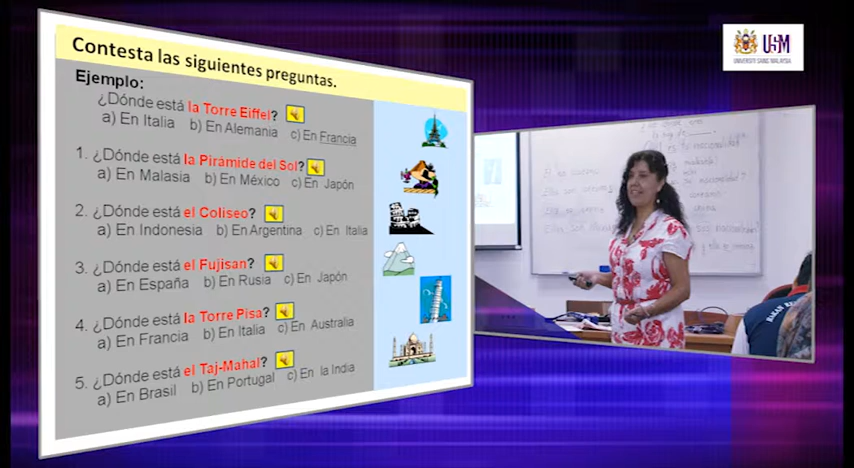 Contesta las siguientes preguntas.
Ejemplo:
¿Dónde está la Torre Eiffel?
a) En Italia b) En Alemania c) En Francia
1. ¿Dónde está la Pirámide del Sol?
a) En Malasia b) En México c) En Japón
2. ¿Dónde está el Coliseo?
a) En Indonesia b) En Argentina c) En Italia
3. ¿Dónde está el Fujisan?
a) En España b) En Rusia c) En Japón
4. ¿Dónde está la Torre Pisa?
a) En Francia b) En Italia c) En Australia
5. ¿Dónde está el Taj-Mahal?
a) En Brasil b) En Portugal c) En la India
USM
UNIVERSITI SAINS MALAYSIA